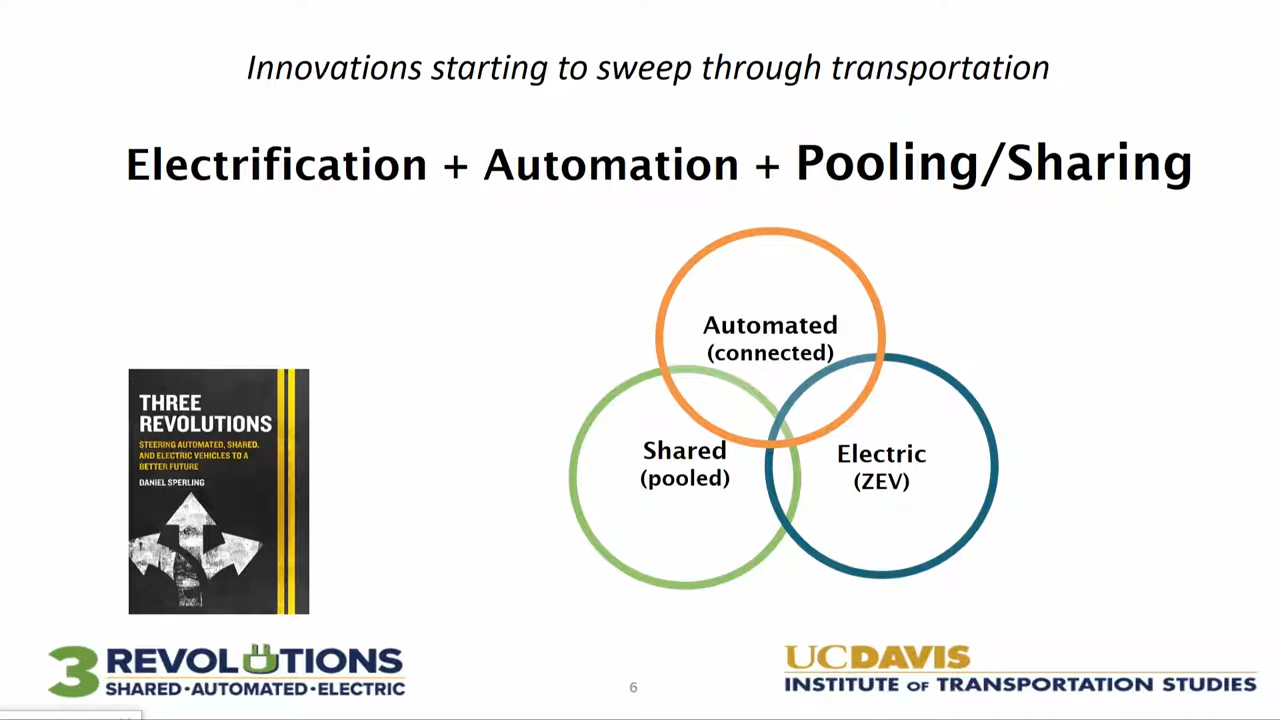 Innovations starting to sweep through transportation
Electrification + Automation + Pooling/Sharing
Automated
(connected)
Shared
(pooled)
Electric
(ZEV)
THREE
REVOLUTIONS
STEERING AUTOMATED, SHARED,
AND ELECTRIC VEHICLES TO A
BETTER FUTURE
DANIEL SPERLING
3 REVOLUTIONS
SHARED•AUTOMATED•ELECTRIC
6
UCDAVIS
INSTITUTE OF TRANSPORTATION STUDIES